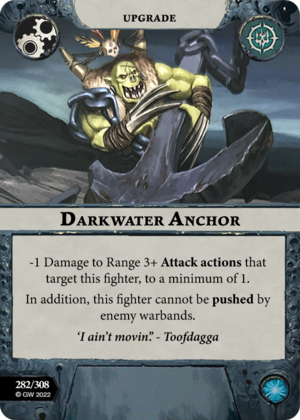 UPGRADE
DARKWATER ANCHOR
-1 Damage to Range 3+ Attack actions that
target this fighter, to a minimum of 1.
In addition, this fighter cannot be pushed by
enemy warbands.
‘I ain’t movin’.’ - Toofdagga
282/308
© GW 2022